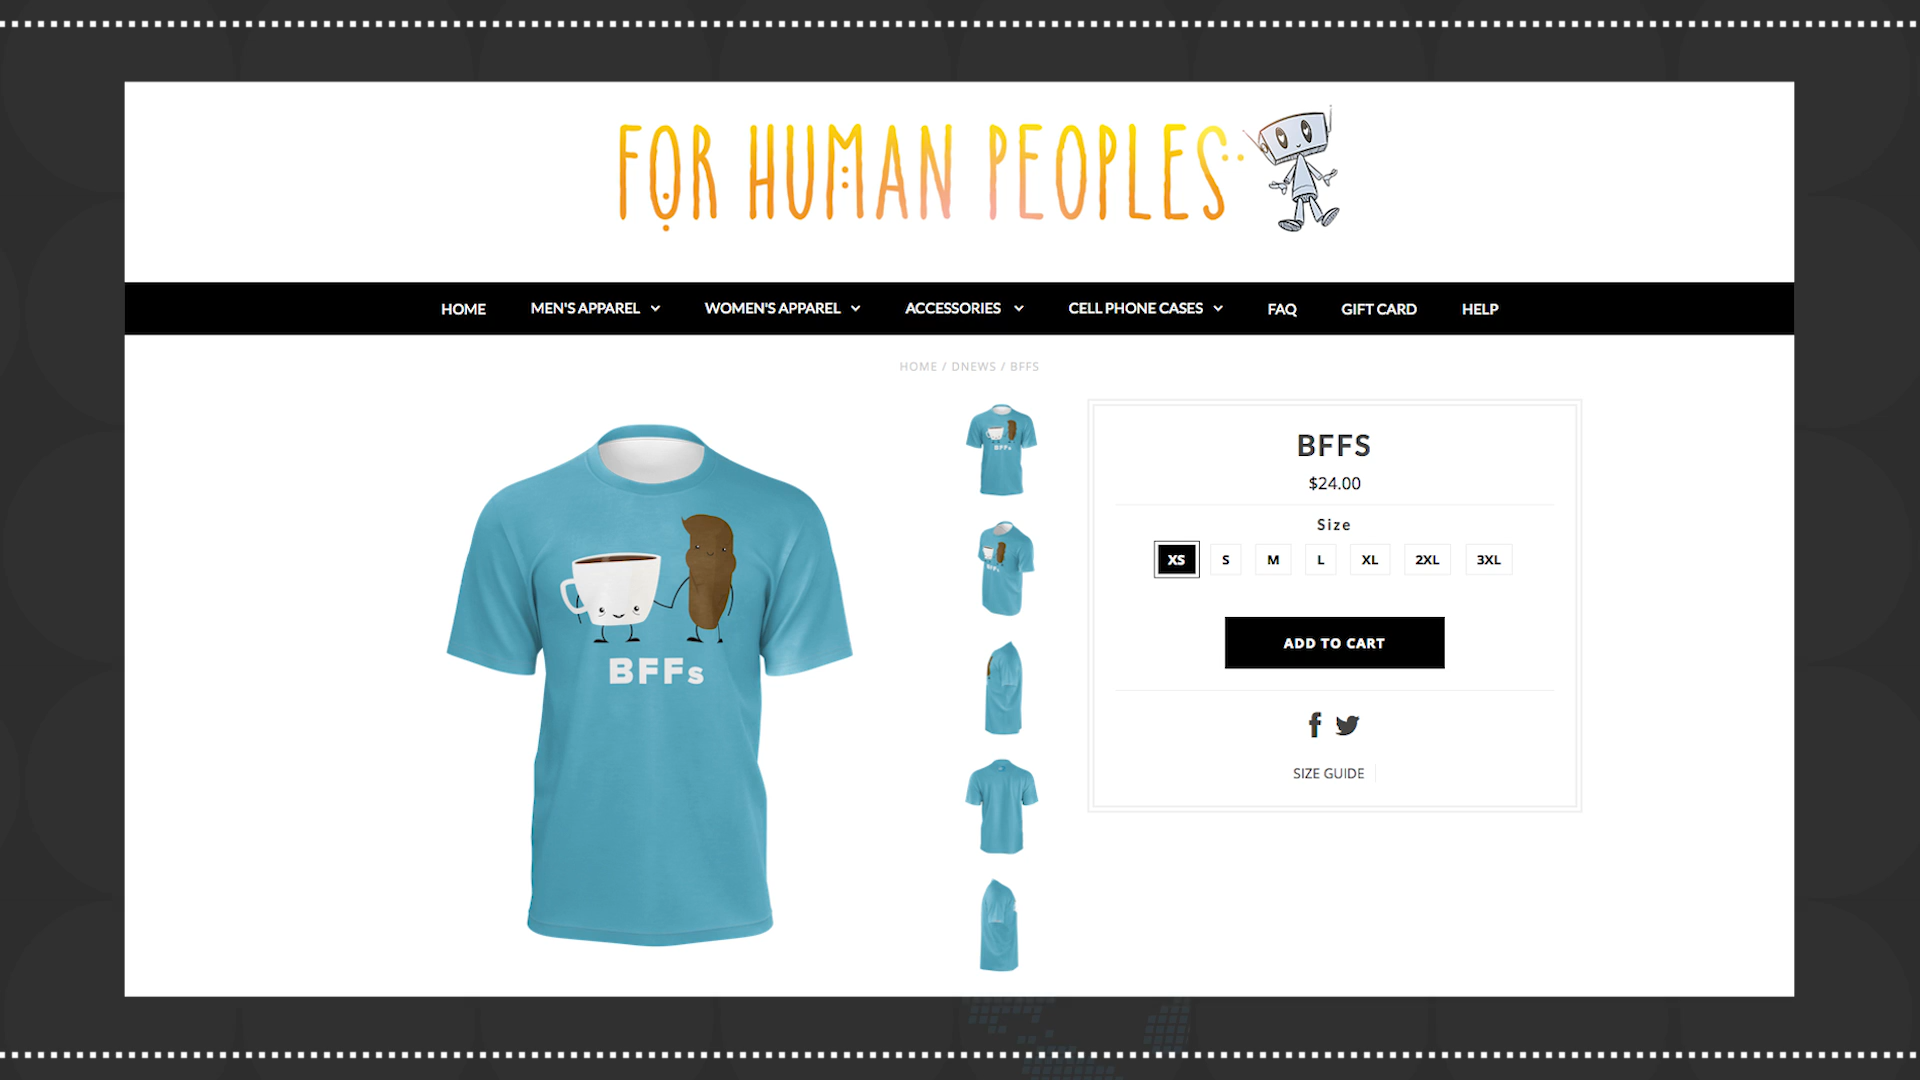 FOR HUMAN PEOPLES
HOME MEN'S APPAREL WOMEN'S APPAREL ACCESSORIES CELL PHONE CASES FAQ GIFT CARD HELP
HOME / DNEWS / BFFS
BFFs
BFFS
$24.00
Size
XS S M L XL 2XL 3XL
ADD TO CART
SIZE GUIDE